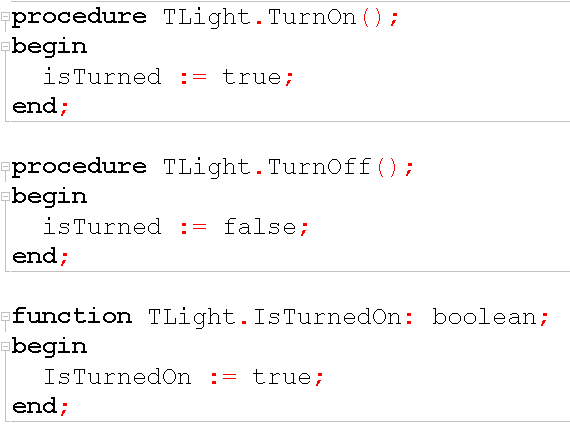 procedure TLight.TurnOn();
begin
  isTurned := true;
end;
procedure TLight.TurnOff();
begin
  isTurned := false;
end;
function TLight.IsTurnedOn: boolean;
begin
  IsTurnedOn := true;
end;